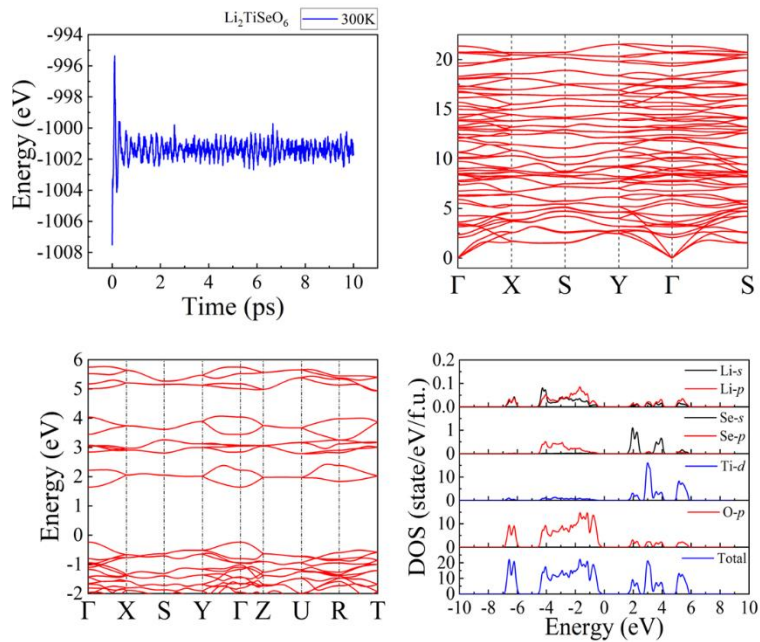 Li₂TiSeO₆
300K
-994
-996
-998
-1000
-1002
-1004
-1006
-1008
Energy (eV)
0 2 4 6 8 10
Time (ps)
20
15
10
5
0
Γ X S Y Γ S
6
5
4
3
2
1
0
-1
-2
Energy (eV)
Γ X S Y Γ Z U R T
DOS (state/eV/f.u.)
0.2
0.1
0.0
Li-s
Li-p
1
0
Se-s
Se-p
10
0
Ti-d
10
0
O-p
20
10
0
Total
-10 -8 -6 -4 -2 0 2 4 6 8 10
Energy (eV)